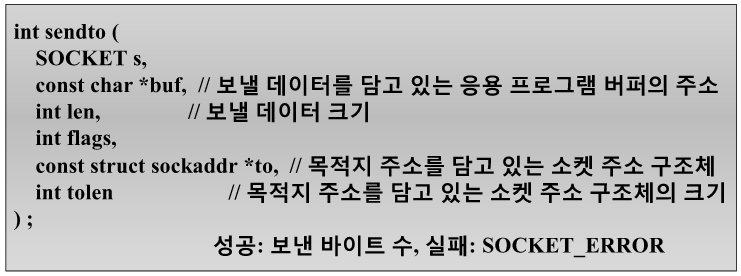 int sendto (
SOCKET s,
const char *buf, // 보낼 데이터를 담고 있는 응용 프로그램 버퍼의 주소
int len, // 보낼 데이터 크기
int flags,
const struct sockaddr *to, // 목적지 주소를 담고 있는 소켓 주소 구조체
int tolen // 목적지 주소를 담고 있는 소켓 주소 구조체의 크기
) ;
성공: 보낸 바이트 수, 실패: SOCKET_ERROR